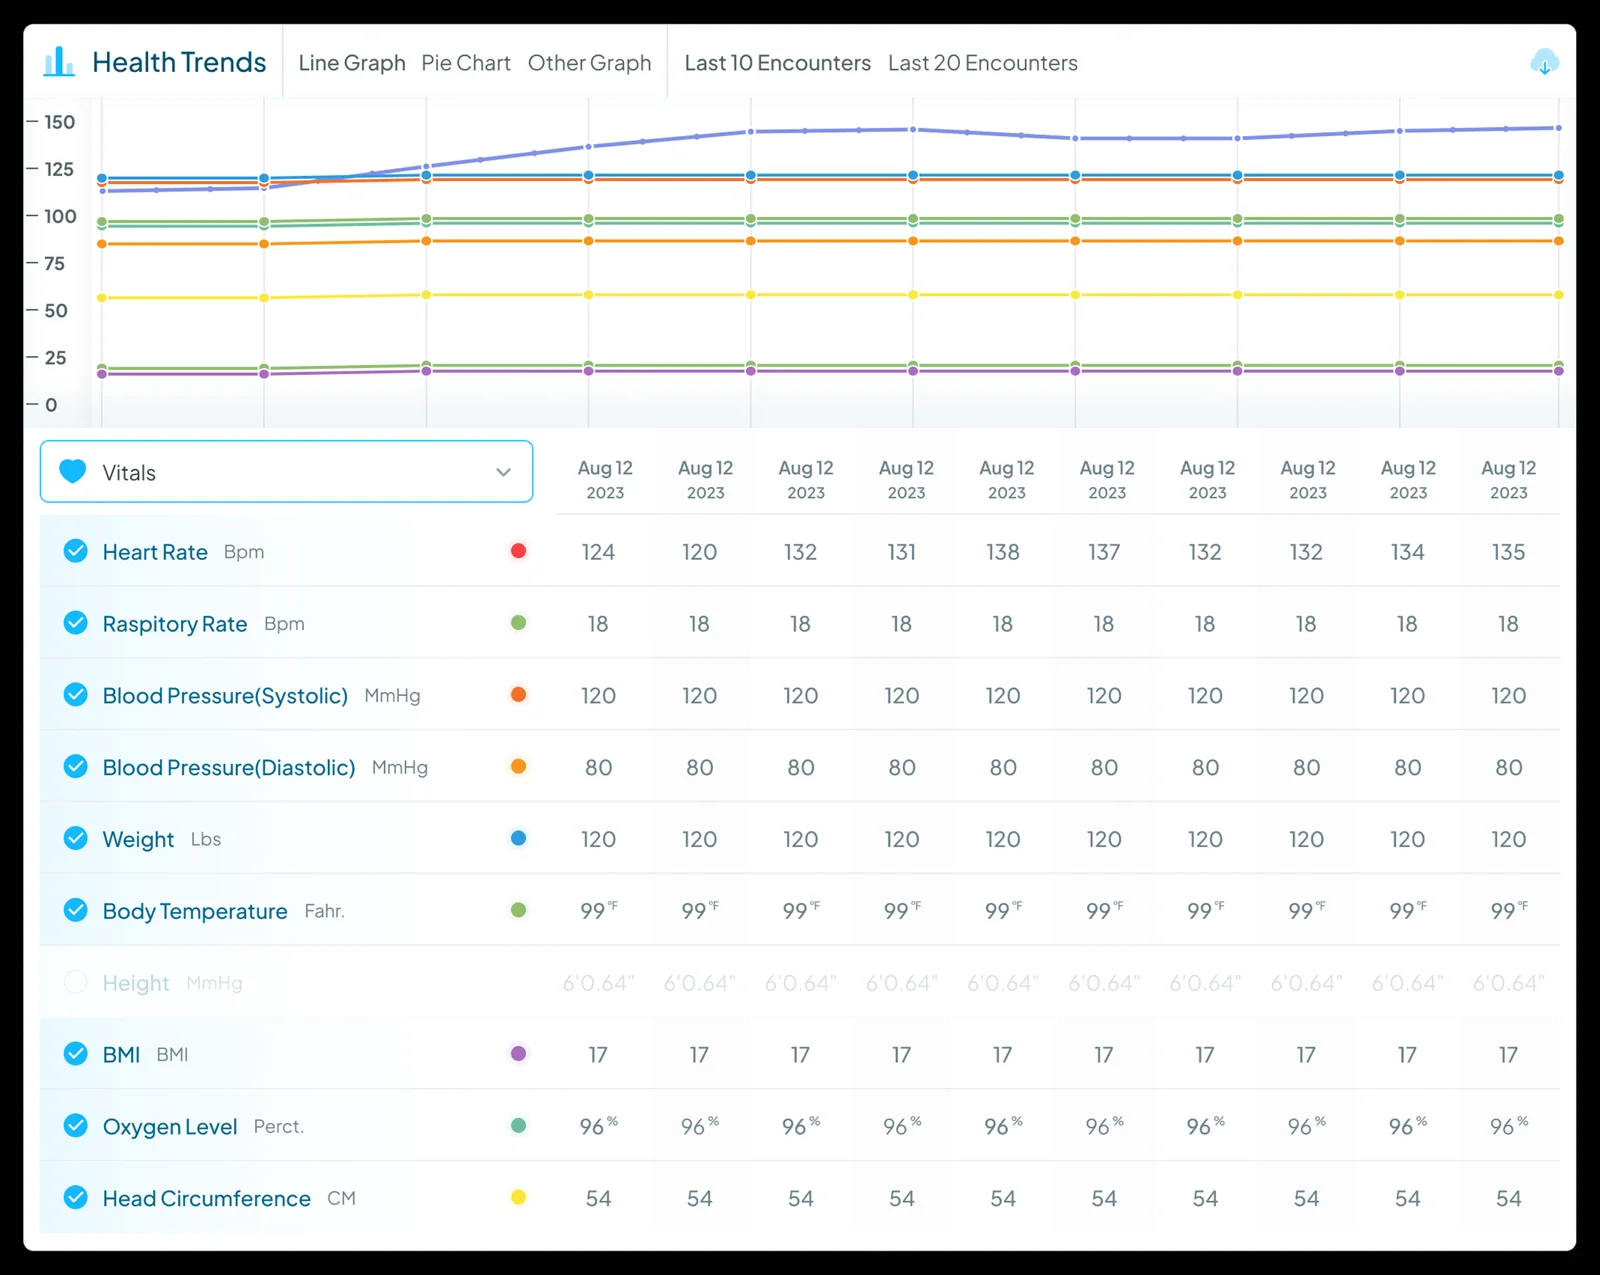 Health Trends Line Graph Pie Chart Other Graph Last 10 Encounters Last 20 Encounters
150
125
100
75
50
25
0
Vitals Aug 12 Aug 12 Aug 12 Aug 12 Aug 12 Aug 12 Aug 12 Aug 12 Aug 12 Aug 12
2023 2023 2023 2023 2023 2023 2023 2023 2023 2023
Heart Rate Bpm 124 120 132 131 138 137 132 132 134 135
Raspitory Rate Bpm 18 18 18 18 18 18 18 18 18 18
Blood Pressure(Systolic) MmHg 120 120 120 120 120 120 120 120 120 120
Blood Pressure(Diastolic) MmHg 80 80 80 80 80 80 80 80 80 80
Weight Lbs 120 120 120 120 120 120 120 120 120 120
Body Temperature Fahr. 99°F 99°F 99°F 99°F 99°F 99°F 99°F 99°F 99°F 99°F
Height MmHg 6'0.64" 6'0.64" 6'0.64" 6'0.64" 6'0.64" 6'0.64" 6'0.64" 6'0.64" 6'0.64" 6'0.64"
BMI BMI 17 17 17 17 17 17 17 17 17 17
Oxygen Level Perct. 96% 96% 96% 96% 96% 96% 96% 96% 96% 96%
Head Circumference CM 54 54 54 54 54 54 54 54 54 54